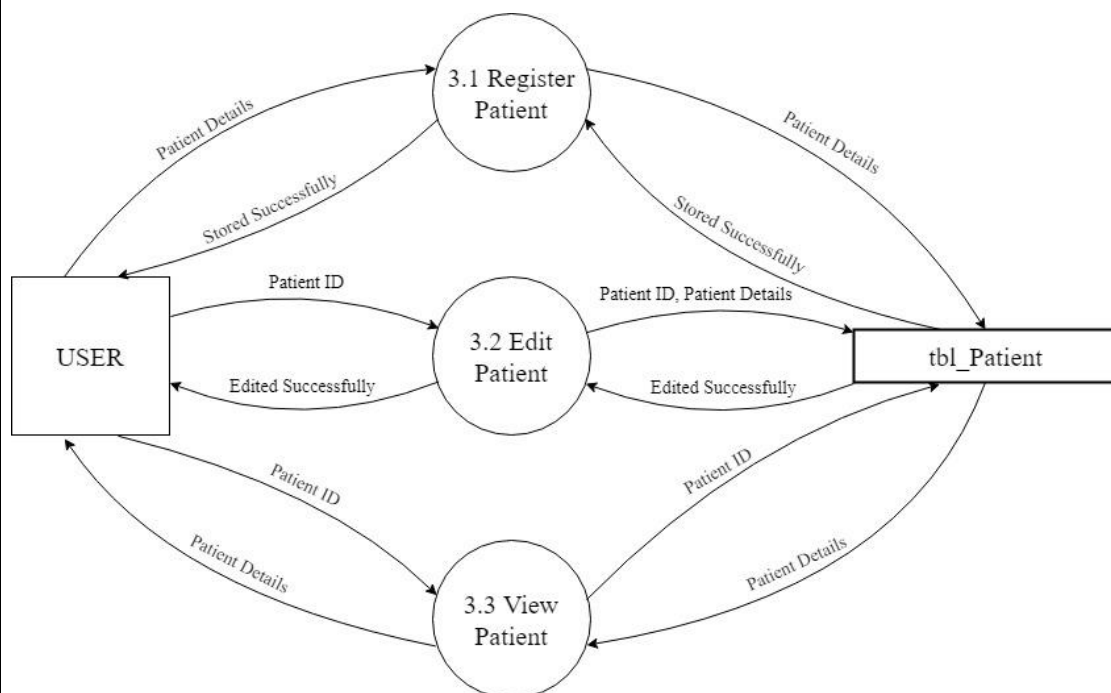 3.1 Register
Patient
Patient Details
Patient Details
Stored Successfully
Stored Successfully
Patient ID
Patient ID, Patient Details
USER
3.2 Edit
Patient
tbl_Patient
Edited Successfully
Edited Successfully
Patient ID
Patient ID
Patient Details
Patient Details
3.3 View
Patient